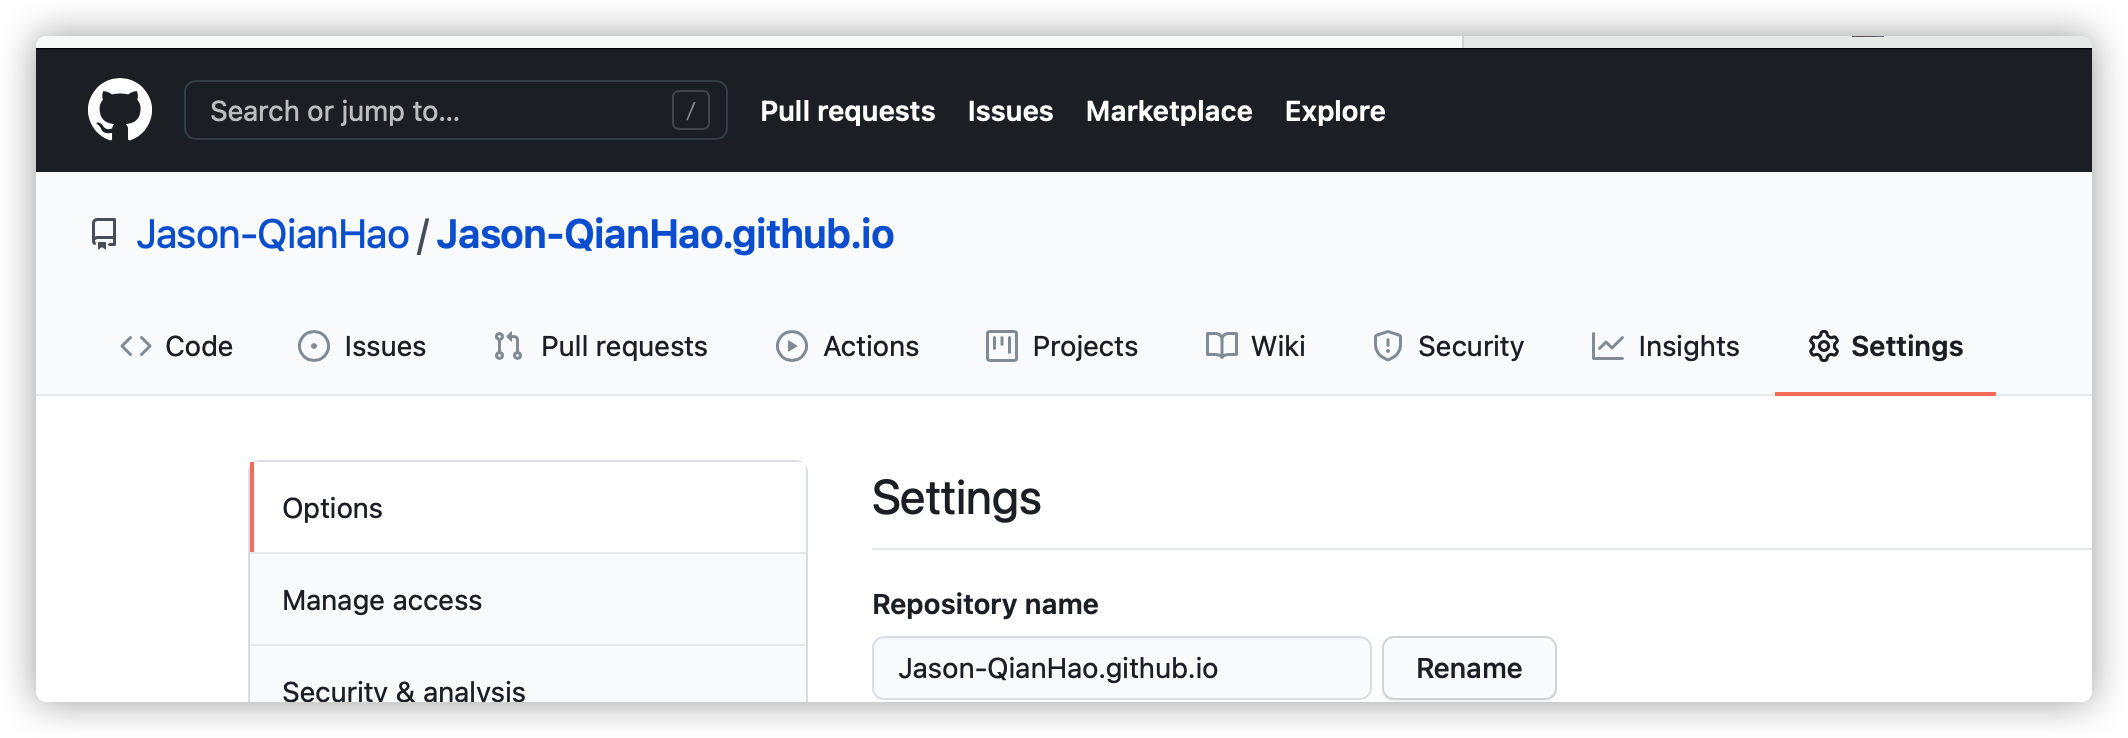 Search or jump to... /
Pull requests Issues Marketplace Explore
Jason-QianHao / Jason-QianHao.github.io
Code Issues Pull requests Actions Projects Wiki Security Insights Settings
Options
Manage access
Security & analysis
Settings
Repository name
Jason-QianHao.github.io Rename